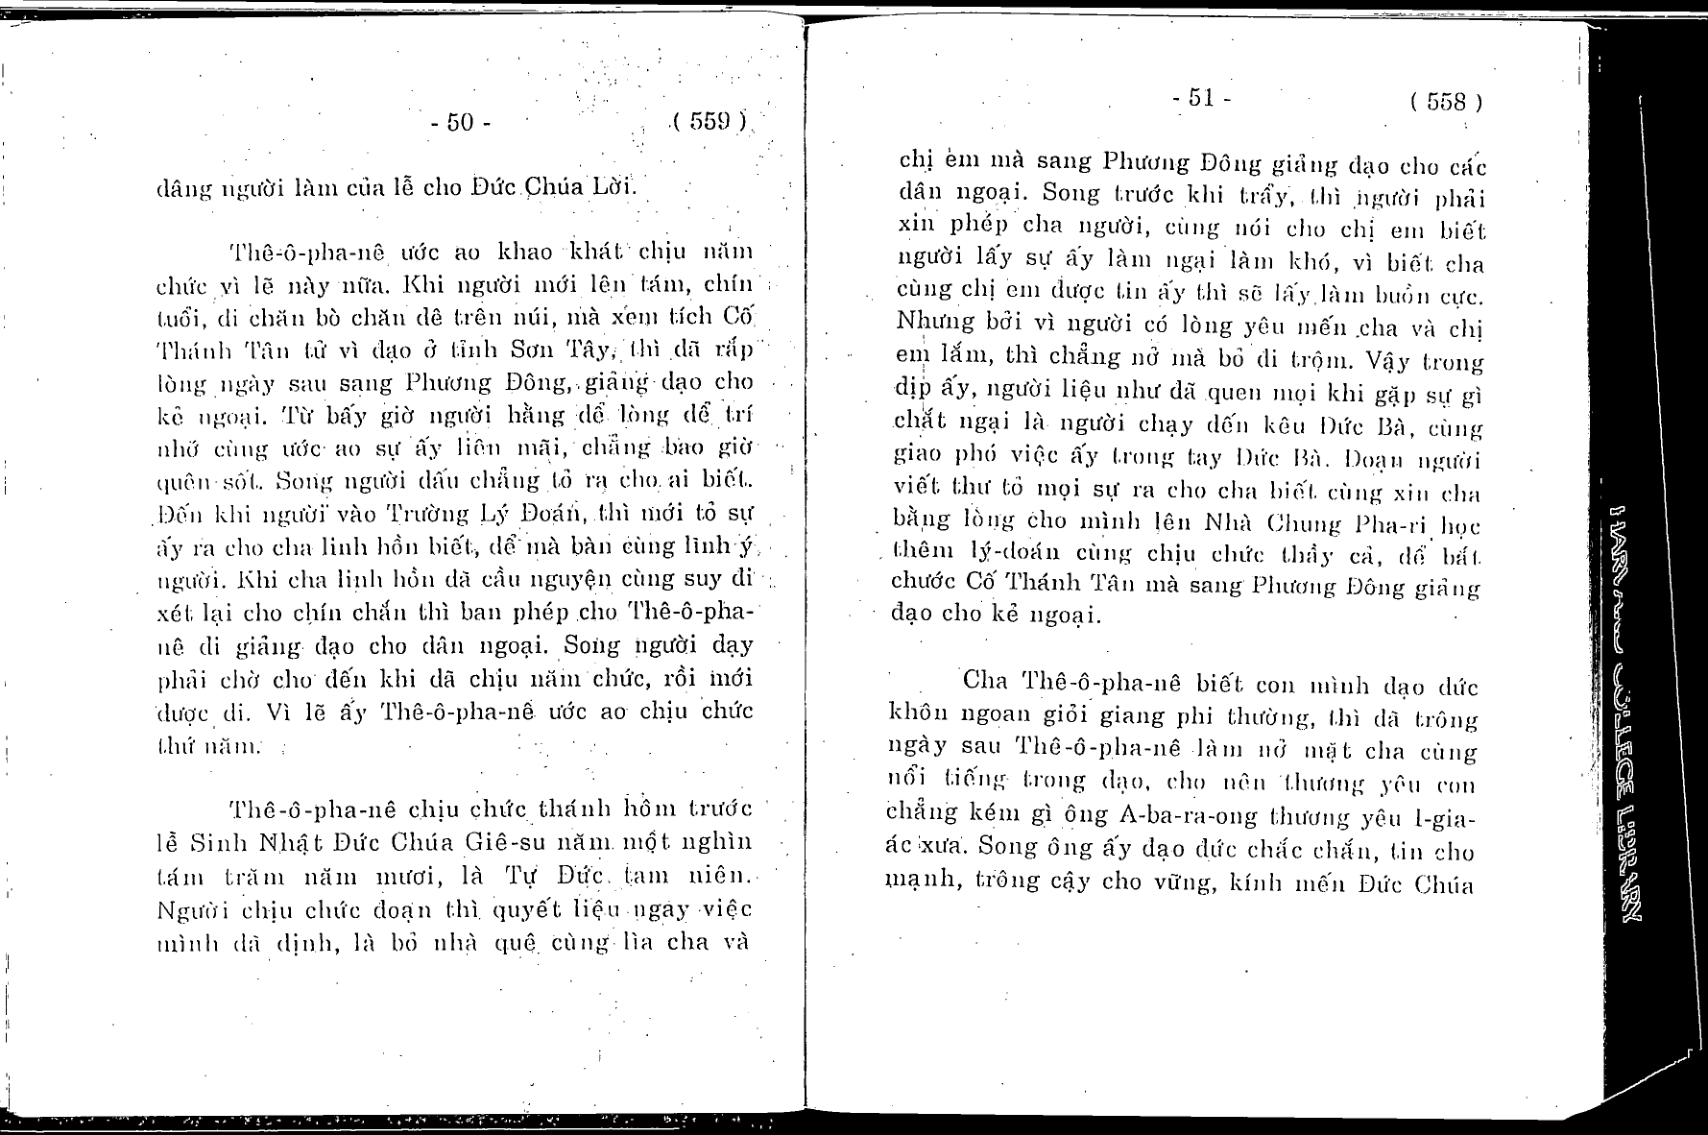 - 50 -
( 559 )
dâng người làm của lễ cho Đức Chúa Lời.
Thê-ô-pha-nê ước ao khao khát chịu năm
chức vì lẽ này nữa. Khi người mới lên tám, chín
tuổi, đi chăn bò chăn dê trên núi, mà xem tích Cố
Thánh Tân tử vì đạo ở tỉnh Sơn Tây, thì đã rắp
lòng ngày sau sang Phương Đông, giảng đạo cho
kẻ ngoại. Từ bấy giờ người hằng để lòng để trí
nhớ cùng ước ao sự ấy liên mãi, chẳng bao giờ
quên sốt. Song người dấu chẳng tỏ ra cho ai biết.
Đến khi người vào Trường Lý Đoán, thì mới tỏ sự
ấy ra cho cha linh hồn biết, để mà bàn cùng lình ý
người. Khi cha linh hồn đã cầu nguyện cùng suy đi
xét lại cho chín chắn thì ban phép cho Thê-ô-pha-
nê đi giảng đạo cho dân ngoại. Song người dạy
phải chờ cho đến khi đã chịu năm chức, rồi mới
được đi. Vì lẽ ấy Thê-ô-pha-nê ước ao chịu chức
thứ năm.
Thê-ô-pha-nê chịu chức thánh hôm trước
lễ Sinh Nhật Đức Chúa Giê-su năm một nghìn
tám trăm năm mươi, là Tự Đức tam niên.
Người chịu chức đoạn thì quyết liệu ngay việc
mình đã định, là bỏ nhà quê cùng lìa cha và
- 51 -
( 558 )
chị em mà sang Phương Đông giảng đạo cho các
dân ngoại. Song trước khi trẩy, thì người phải
xin phép cha người, cùng nói cho chị em biết
người lấy sự ấy làm ngại làm khó, vì biết cha
cùng chị em được tin ấy thì sẽ lấy làm buồn cực.
Nhưng bởi vì người có lòng yêu mến cha và chị
em lắm, thì chẳng nở mà bỏ đi trộm. Vậy trong
dịp ấy, người liệu như đã quen mọi khi gặp sự gì
chắt ngại là người chạy đến kêu Đức Bà, cùng
giao phó việc ấy trong tay Đức Bà. Đoạn người
viết thư tỏ mọi sự ra cho cha biết cùng xin cha
bằng lòng cho mình lên Nhà Chung Pha-ri học
thêm lý-đoán cùng chịu chức thầy cả, để bắt
chước Cố Thánh Tân mà sang Phương Đông giảng
đạo cho kẻ ngoại.
Cha Thê-ô-pha-nê biết con mình đạo đức
khôn ngoan giỏi giang phi thường, thì đã trông
ngày sau Thê-ô-pha-nê làm nở mặt cha cùng
nổi tiếng trong đạo, cho nên thương yêu con
chẳng kém gì ông A-ba-ra-ong thương yêu I-gia-
ác xưa. Song ông ấy đạo đức chắc chắn, tin cho
mạnh, trông cậy cho vững, kính mến Đức Chúa
HARVARD COLLEGE LIBRARY